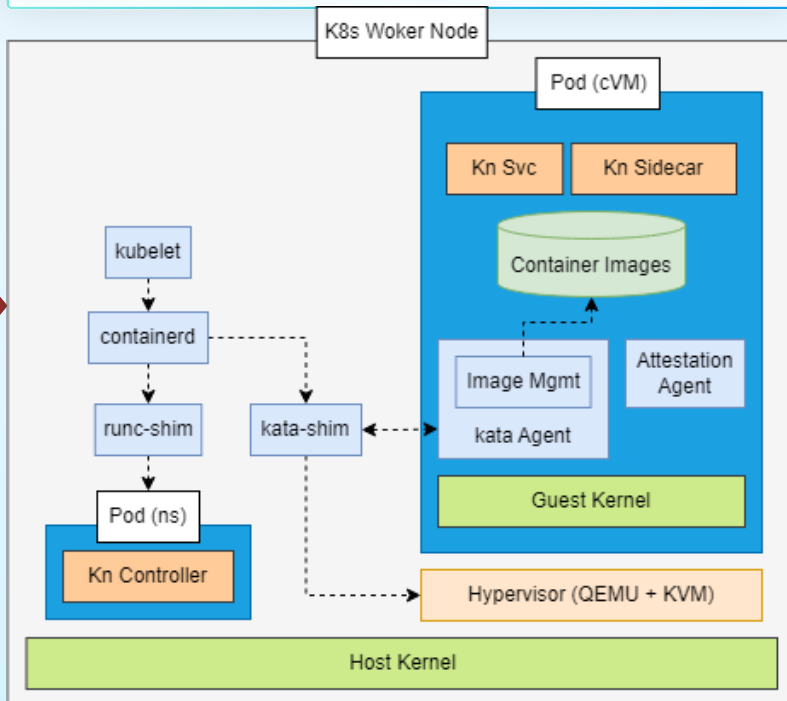 K8s Woker Node
Pod (cVM)
Kn Svc
Kn Sidecar
Container Images
kubelet
containerd
Image Mgmt
kata Agent
Attestation
Agent
runc-shim
kata-shim
Guest Kernel
Pod (ns)
Kn Controller
Hypervisor (QEMU + KVM)
Host Kernel